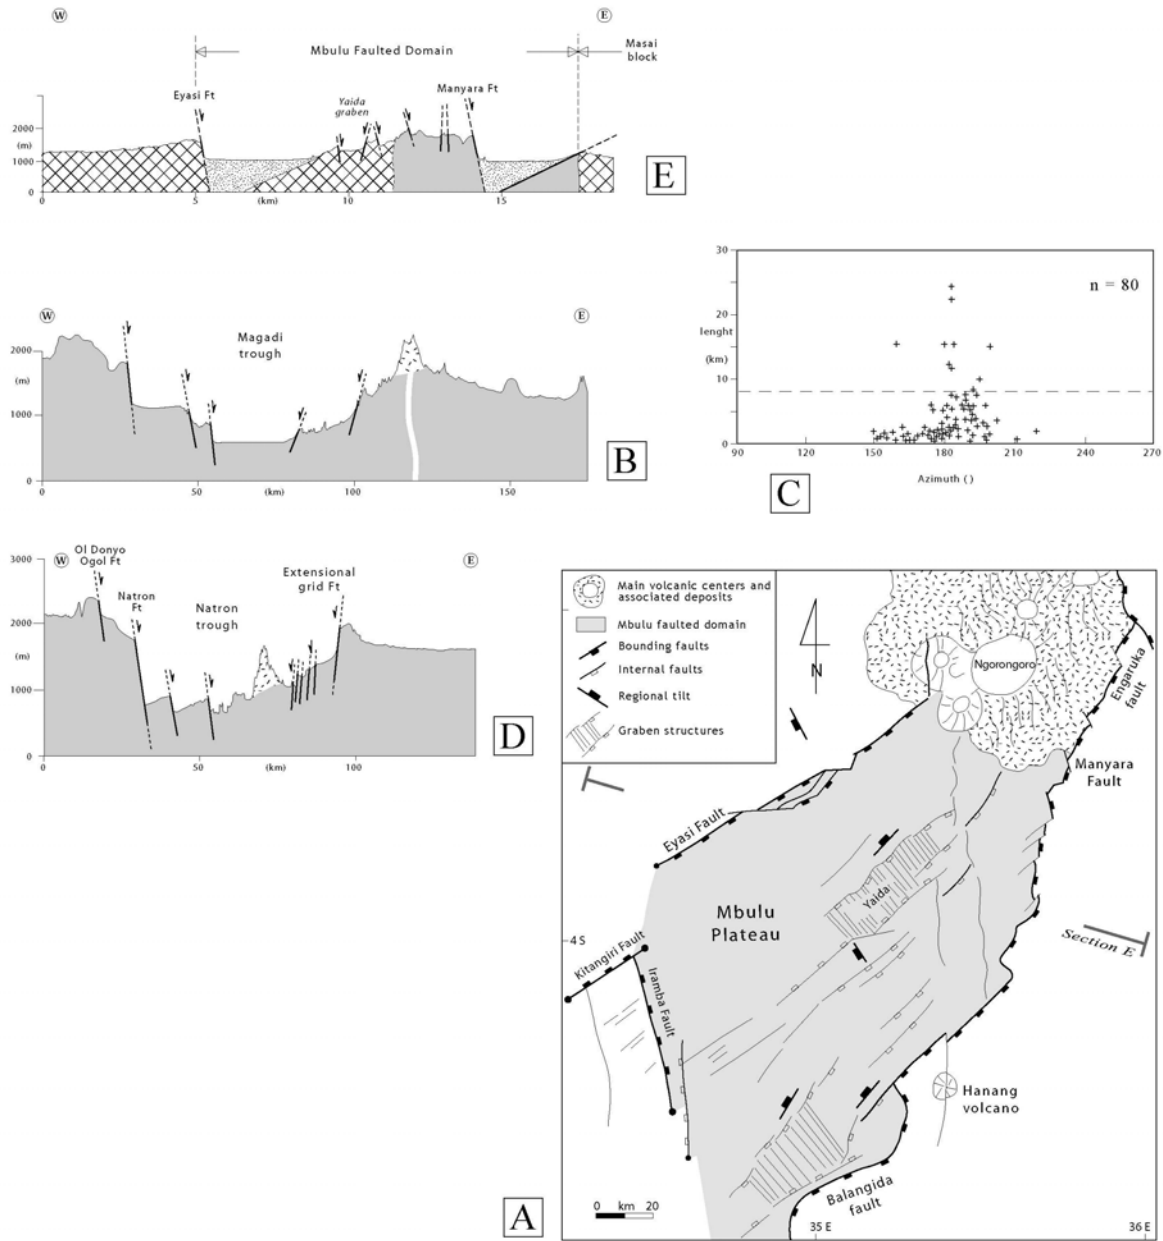 W
E
Mbulu Faulted Domain
Masai
block
Eyasi Ft
Yaida
graben
Manyara Ft
2000
(m)
1000
0
0
5
(km)
10
15
E
W
E
Magadi
trough
2000
(m)
1000
0
0
50
(km)
100
150
B
30
n = 80
20
lenght
(km)
10
0
90
120
150
180
210
240
270
Azimuth ( )
C
3000
W
Ol Donyo
Ogol Ft
E
Natron
Ft
Natron
trough
Extensional
grid Ft
2000
(m)
1000
0
0
50
(km)
100
D
Main volcanic centers and
associated deposits
Mbulu faulted domain
Bounding faults
Internal faults
Regional tilt
Graben structures
N
Ngorongoro
Engaruka
fault
Manyara
Fault
Eyasi Fault
Yaida
Mbulu
Plateau
4 S
Section E
Kitangiri Fault
Iramba Fault
Hanang
volcano
Balangida
fault
0 km 20
35 E
36 E
A